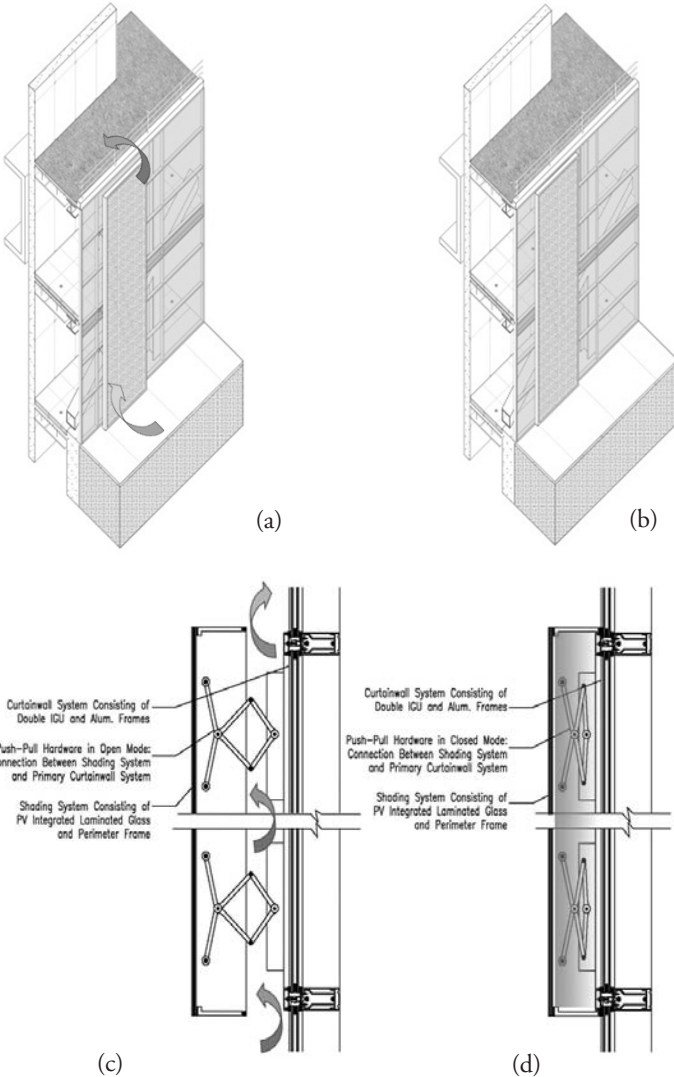 (a)
(b)
Curtainwall System Consisting of
Double IGU and Alum. Frames
Push-Pull Hardware in Open Mode:
Connection Between Shading System
and Primary Curtainwall System
Shading System Consisting of
PV Integrated Laminated Glass
and Perimeter Frame
Curtainwall System Consisting of
Double IGU and Alum. Frames
Push-Pull Hardware in Closed Mode:
Connection Between Shading System
and Primary Curtainwall System
Shading System Consisting of
PV Integrated Laminated Glass
and Perimeter Frame
(c)
(d)